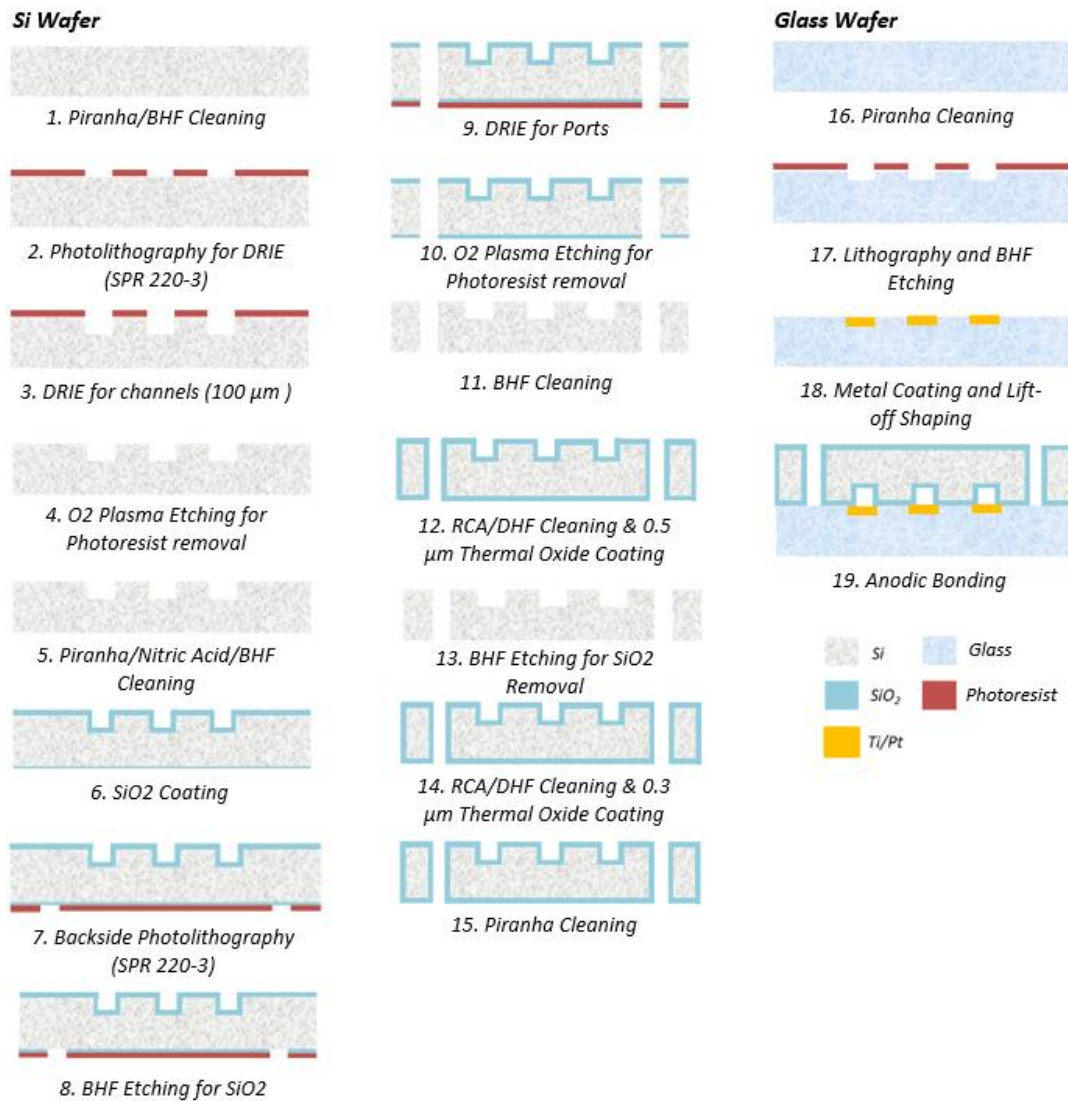 Si Wafer
1. Piranha/BHF Cleaning
2. Photolithography for DRIE
(SPR 220-3)
3. DRIE for channels (100 µm )
4. O2 Plasma Etching for
Photoresist removal
5. Piranha/Nitric Acid/BHF
Cleaning
6. SiO2 Coating
7. Backside Photolithography
(SPR 220-3)
8. BHF Etching for SiO2
9. DRIE for Ports
10. O2 Plasma Etching for
Photoresist removal
11. BHF Cleaning
12. RCA/DHF Cleaning & 0.5
µm Thermal Oxide Coating
13. BHF Etching for SiO2
Removal
14. RCA/DHF Cleaning & 0.3
µm Thermal Oxide Coating
15. Piranha Cleaning
Glass Wafer
16. Piranha Cleaning
17. Lithography and BHF
Etching
18. Metal Coating and Lift-
off Shaping
19. Anodic Bonding
Si
Glass
SiO₂
Photoresist
Ti/Pt